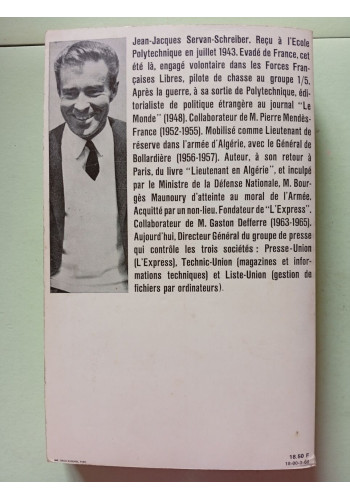 Jean-Jacques Servan-Schreiber. Reçu à l'Ecole
Polytechnique en juillet 1943. Evadé de France, cet
été là, engagé volontaire dans les Forces Fran-
çaises Libres, pilote de chasse au groupe 1/5.
Après la guerre, à sa sortie de Polytechnique, édi-
torialiste de politique étrangère au journal "Le
Monde" (1948). Collaborateur de M. Pierre Mendès-
France (1952-1955). Mobilisé comme Lieutenant de
réserve dans l'armée d'Algérie, avec le Général de
Bollardière (1956-1957). Auteur, à son retour à
Paris, du livre "Lieutenant en Algérie", et inculpé
par le Ministre de la Défense Nationale, M. Bour-
gès Maunoury d'atteinte au moral de l'Armée.
Acquitté par un non-lieu. Fondateur de "L'Express".
Collaborateur de M. Gaston Defferre (1963-1965).
Aujourd'hui, Directeur Général du groupe de presse
qui contrôle les trois sociétés : Presse-Union
(L'Express), Technic-Union (magazines et infor-
mations techniques) et Liste-Union (gestion de
fichiers par ordinateurs).
18,50 F